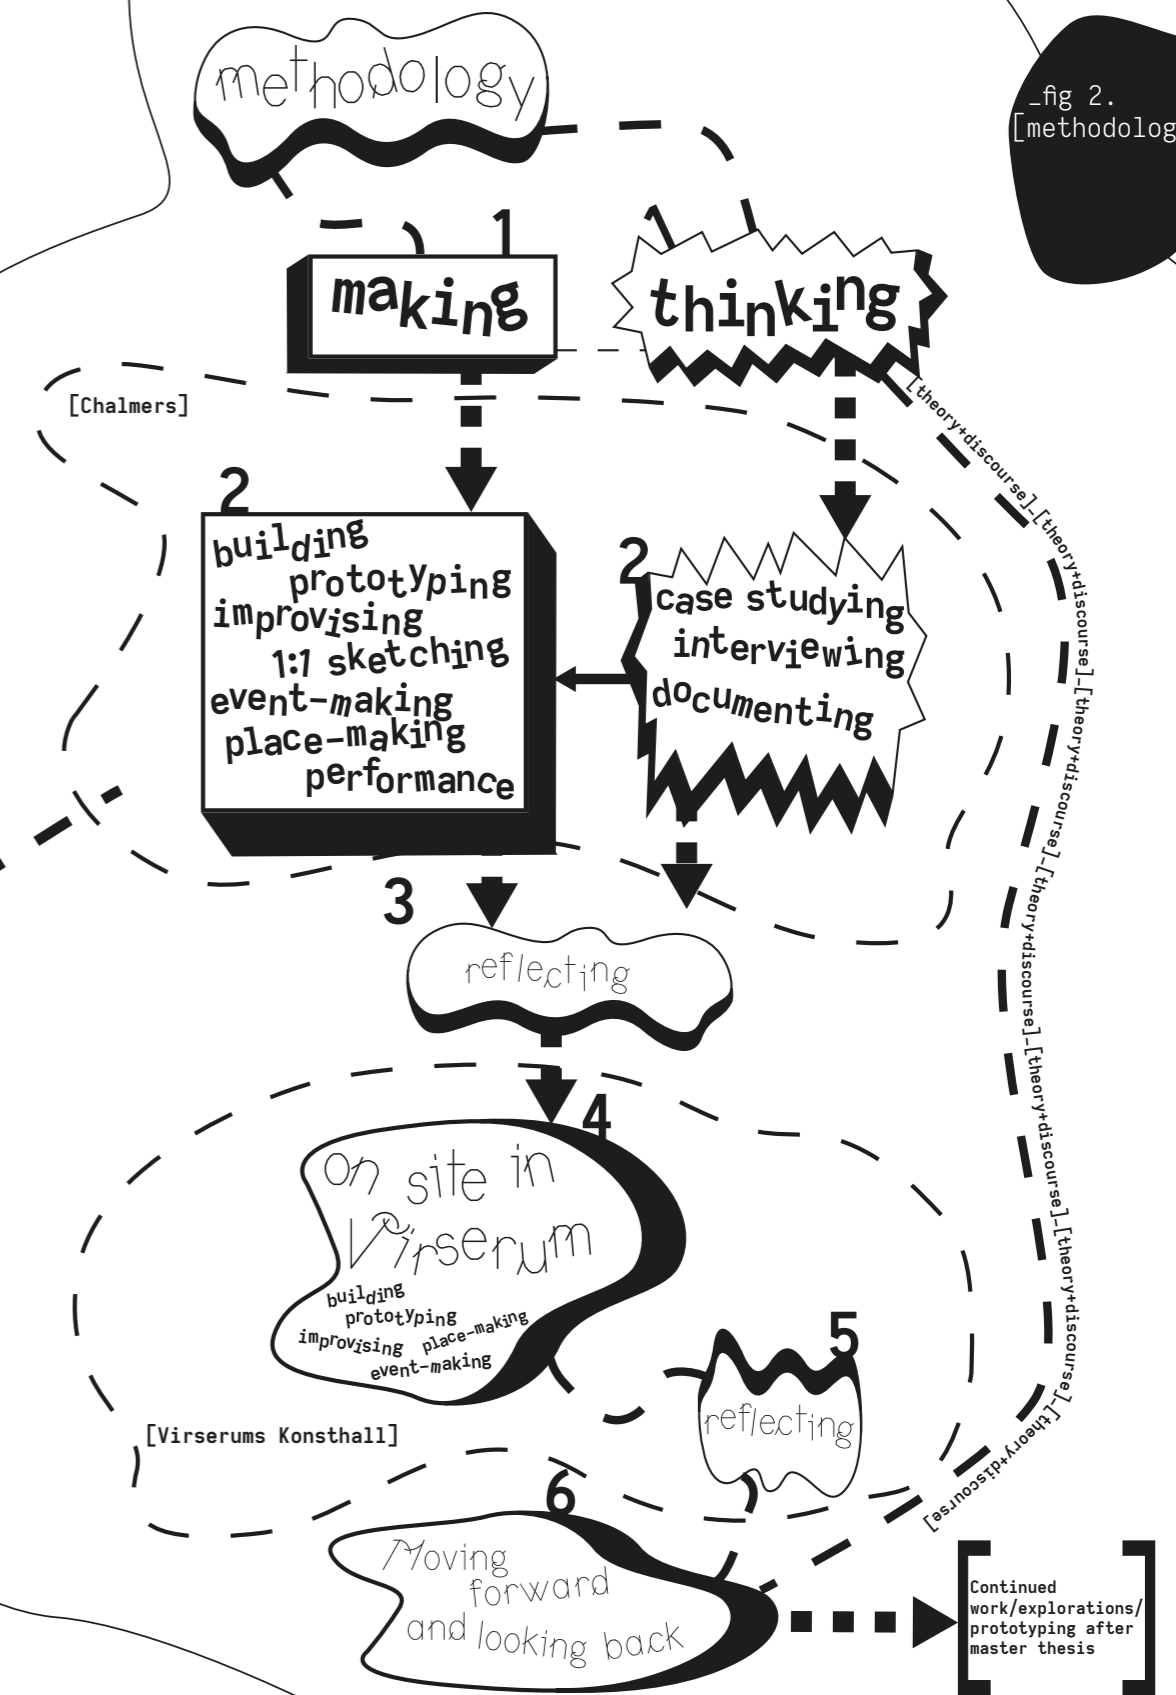 methodology
_fig 2.
[methodolog
1
1
making
thinking
[Chalmers]
[theory+discourse]_[theory+discourse]_[theory+discourse]_[theory+discourse]_[theory+discourse]_[theory+discourse]_[theory+discourse]
2
building
prototyping
improvising
1:1 sketching
event-making
place-making
performance
2
case studying
interviewing
documenting
3
reflecting
4
on site in
Virserum
building
prototyping
improvising
place-making
event-making
5
reflecting
[Virserums Konsthall]
6
Moving
forward
and looking back
Continued
work/explorations/
prototyping after
master thesis